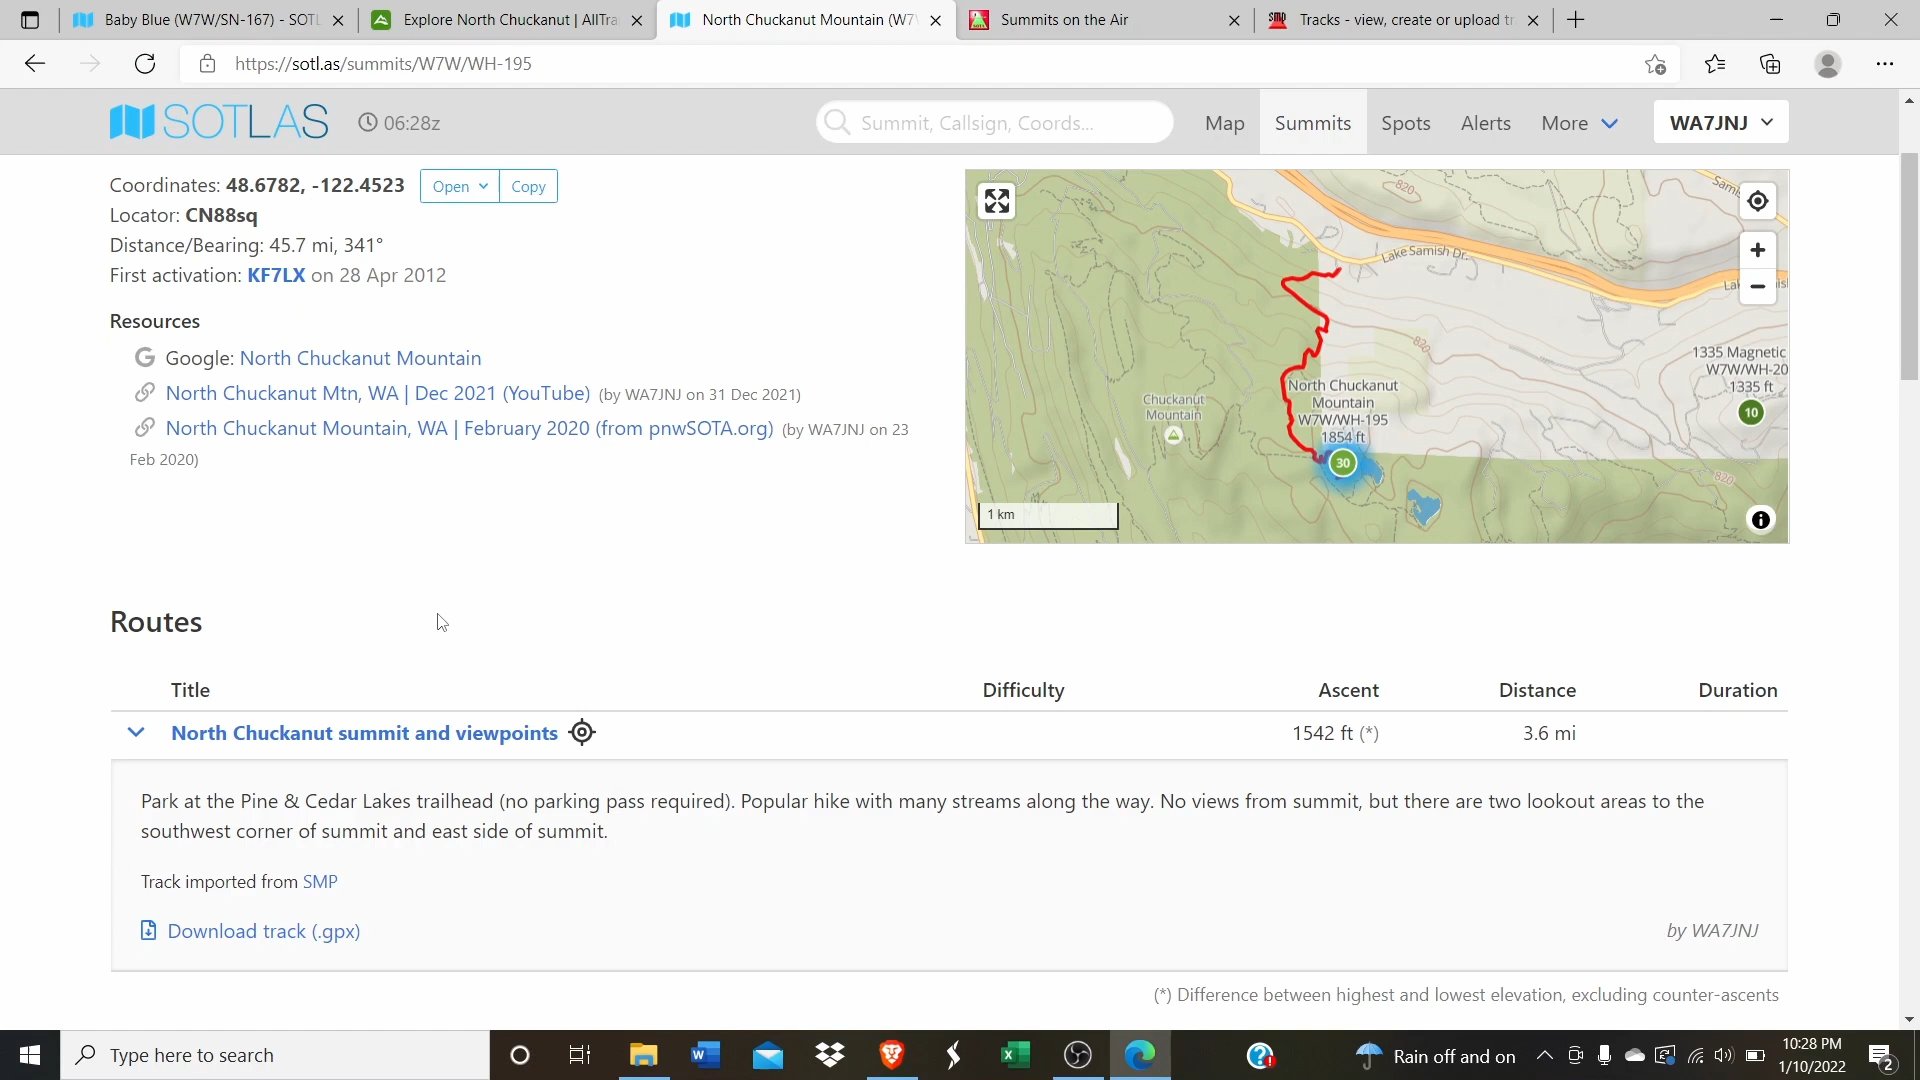 Baby Blue (W7W/SN-167) - SOTL
Explore North Chuckanut | AllTra
North Chuckanut Mountain (W7
Summits on the Air
SMP
Tracks - view, create or upload tr
https://sotl.as/summits/W7W/WH-195
SOTLAS
06:28z
Summit, Callsign, Coords...
Map
Summits
Spots
Alerts
More
WA7JNJ
Coordinates: 48.6782, -122.4523
Open
Copy
Locator: CN88sq
Distance/Bearing: 45.7 mi, 341°
First activation: KF7LX on 28 Apr 2012
Resources
Google: North Chuckanut Mountain
North Chuckanut Mtn, WA | Dec 2021 (YouTube) (by WA7JNJ on 31 Dec 2021)
North Chuckanut Mountain, WA | February 2020 (from pnwSOTA.org) (by WA7JNJ on 23
Feb 2020)
820
Lake Samish Dr.
820
1335 Magnetic
W7W/WH-20
1335 ft
10
North Chuckanut
Mountain
W7W/WH-195
1854 ft
30
Chuckanut
Mountain
820
1 km
Routes
Title
Difficulty
Ascent
Distance
Duration
North Chuckanut summit and viewpoints
1542 ft (*)
3.6 mi
Park at the Pine & Cedar Lakes trailhead (no parking pass required). Popular hike with many streams along the way. No views from summit, but there are two lookout areas to the
southwest corner of summit and east side of summit.
Track imported from SMP
Download track (.gpx)
by WA7JNJ
(*) Difference between highest and lowest elevation, excluding counter-ascents
Type here to search
Rain off and on
10:28 PM
1/10/2022
2